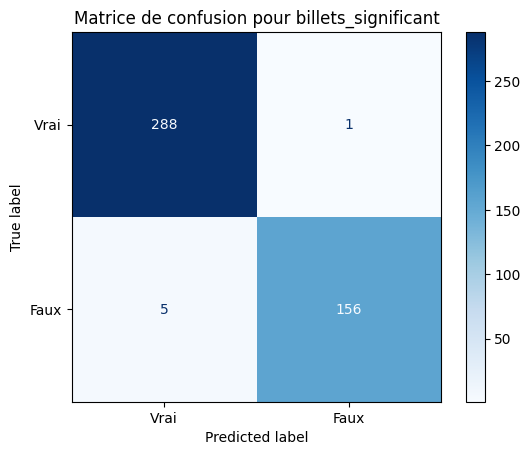 Matrice de confusion pour billets_significant
True label
Vrai
288
1
Faux
5
156
Vrai
Faux
Predicted label
250
200
150
100
50